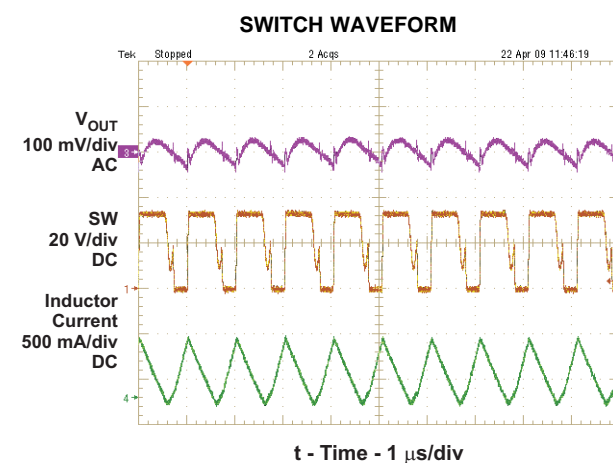 SWITCH WAVEFORM
Tek Stopped 2 Acqs 22 Apr 09 11:46:19
VOUT
100 mV/div
AC
3
SW
20 V/div
DC
1
Inductor
Current
500 mA/div
DC
4
t - Time - 1 μs/div